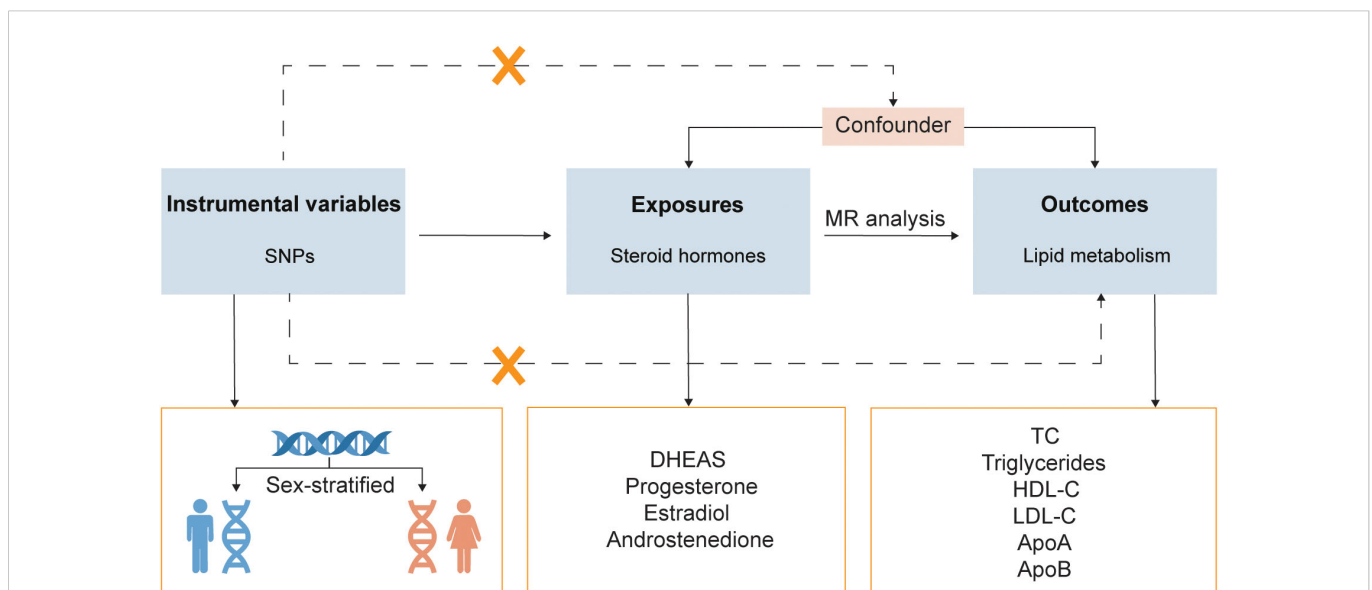 Confounder
Instrumental variables
SNPs
Exposures
Steroid hormones
MR analysis
Outcomes
Lipid metabolism
Sex-stratified
DHEAS
Progesterone
Estradiol
Androstenedione
TC
Triglycerides
HDL-C
LDL-C
ApoA
ApoB